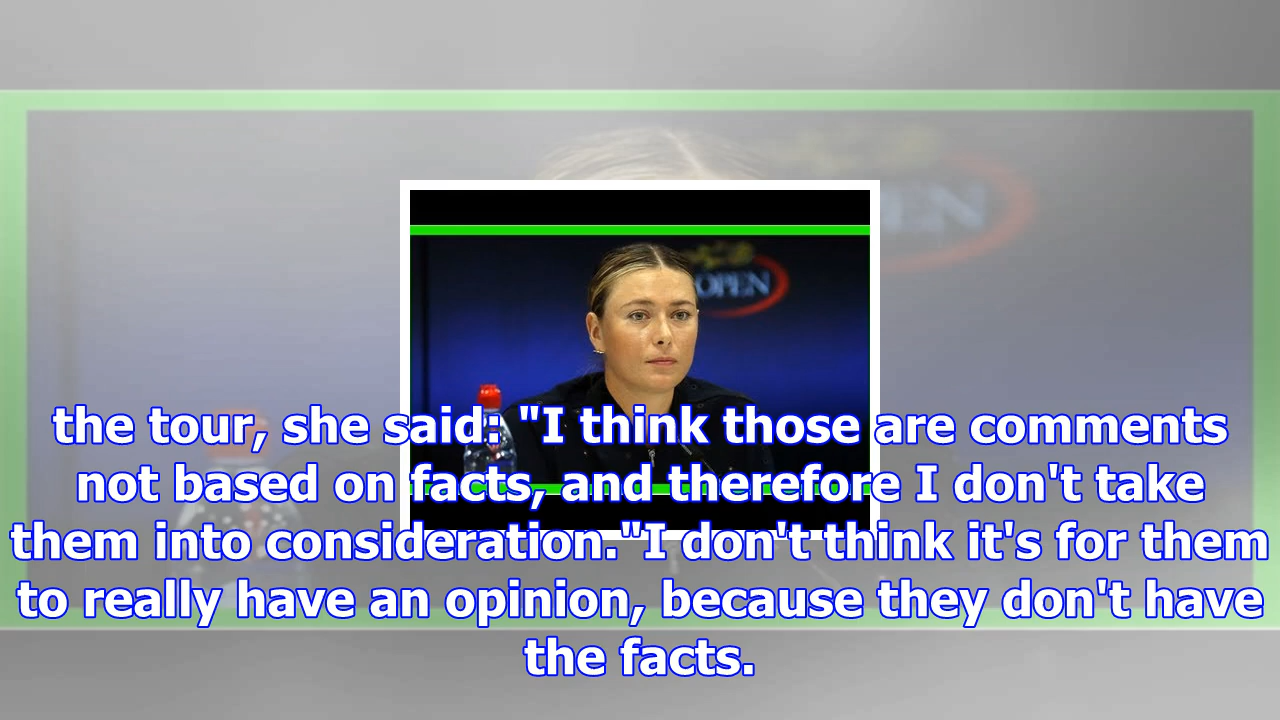 OPEN
the tour, she said: "I think those are comments
not based on facts, and therefore I don't take
them into consideration."I don't think it's for them
to really have an opinion, because they don't have
the facts.